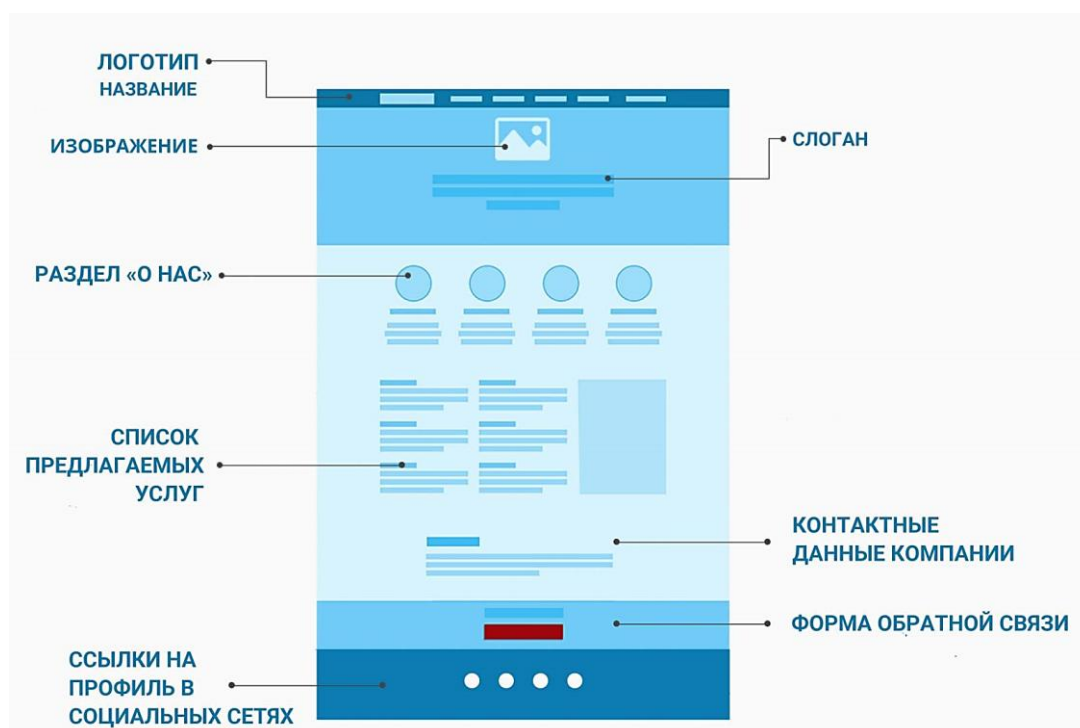 ЛОГОТИП
НАЗВАНИЕ
ИЗОБРАЖЕНИЕ
СЛОГАН
РАЗДЕЛ «О НАС»
СПИСОК
ПРЕДЛАГАЕМЫХ
УСЛУГ
КОНТАКТНЫЕ
ДАННЫЕ КОМПАНИИ
ФОРМА ОБРАТНОЙ СВЯЗИ
ССЫЛКИ НА
ПРОФИЛЬ В
СОЦИАЛЬНЫХ СЕТЯХ